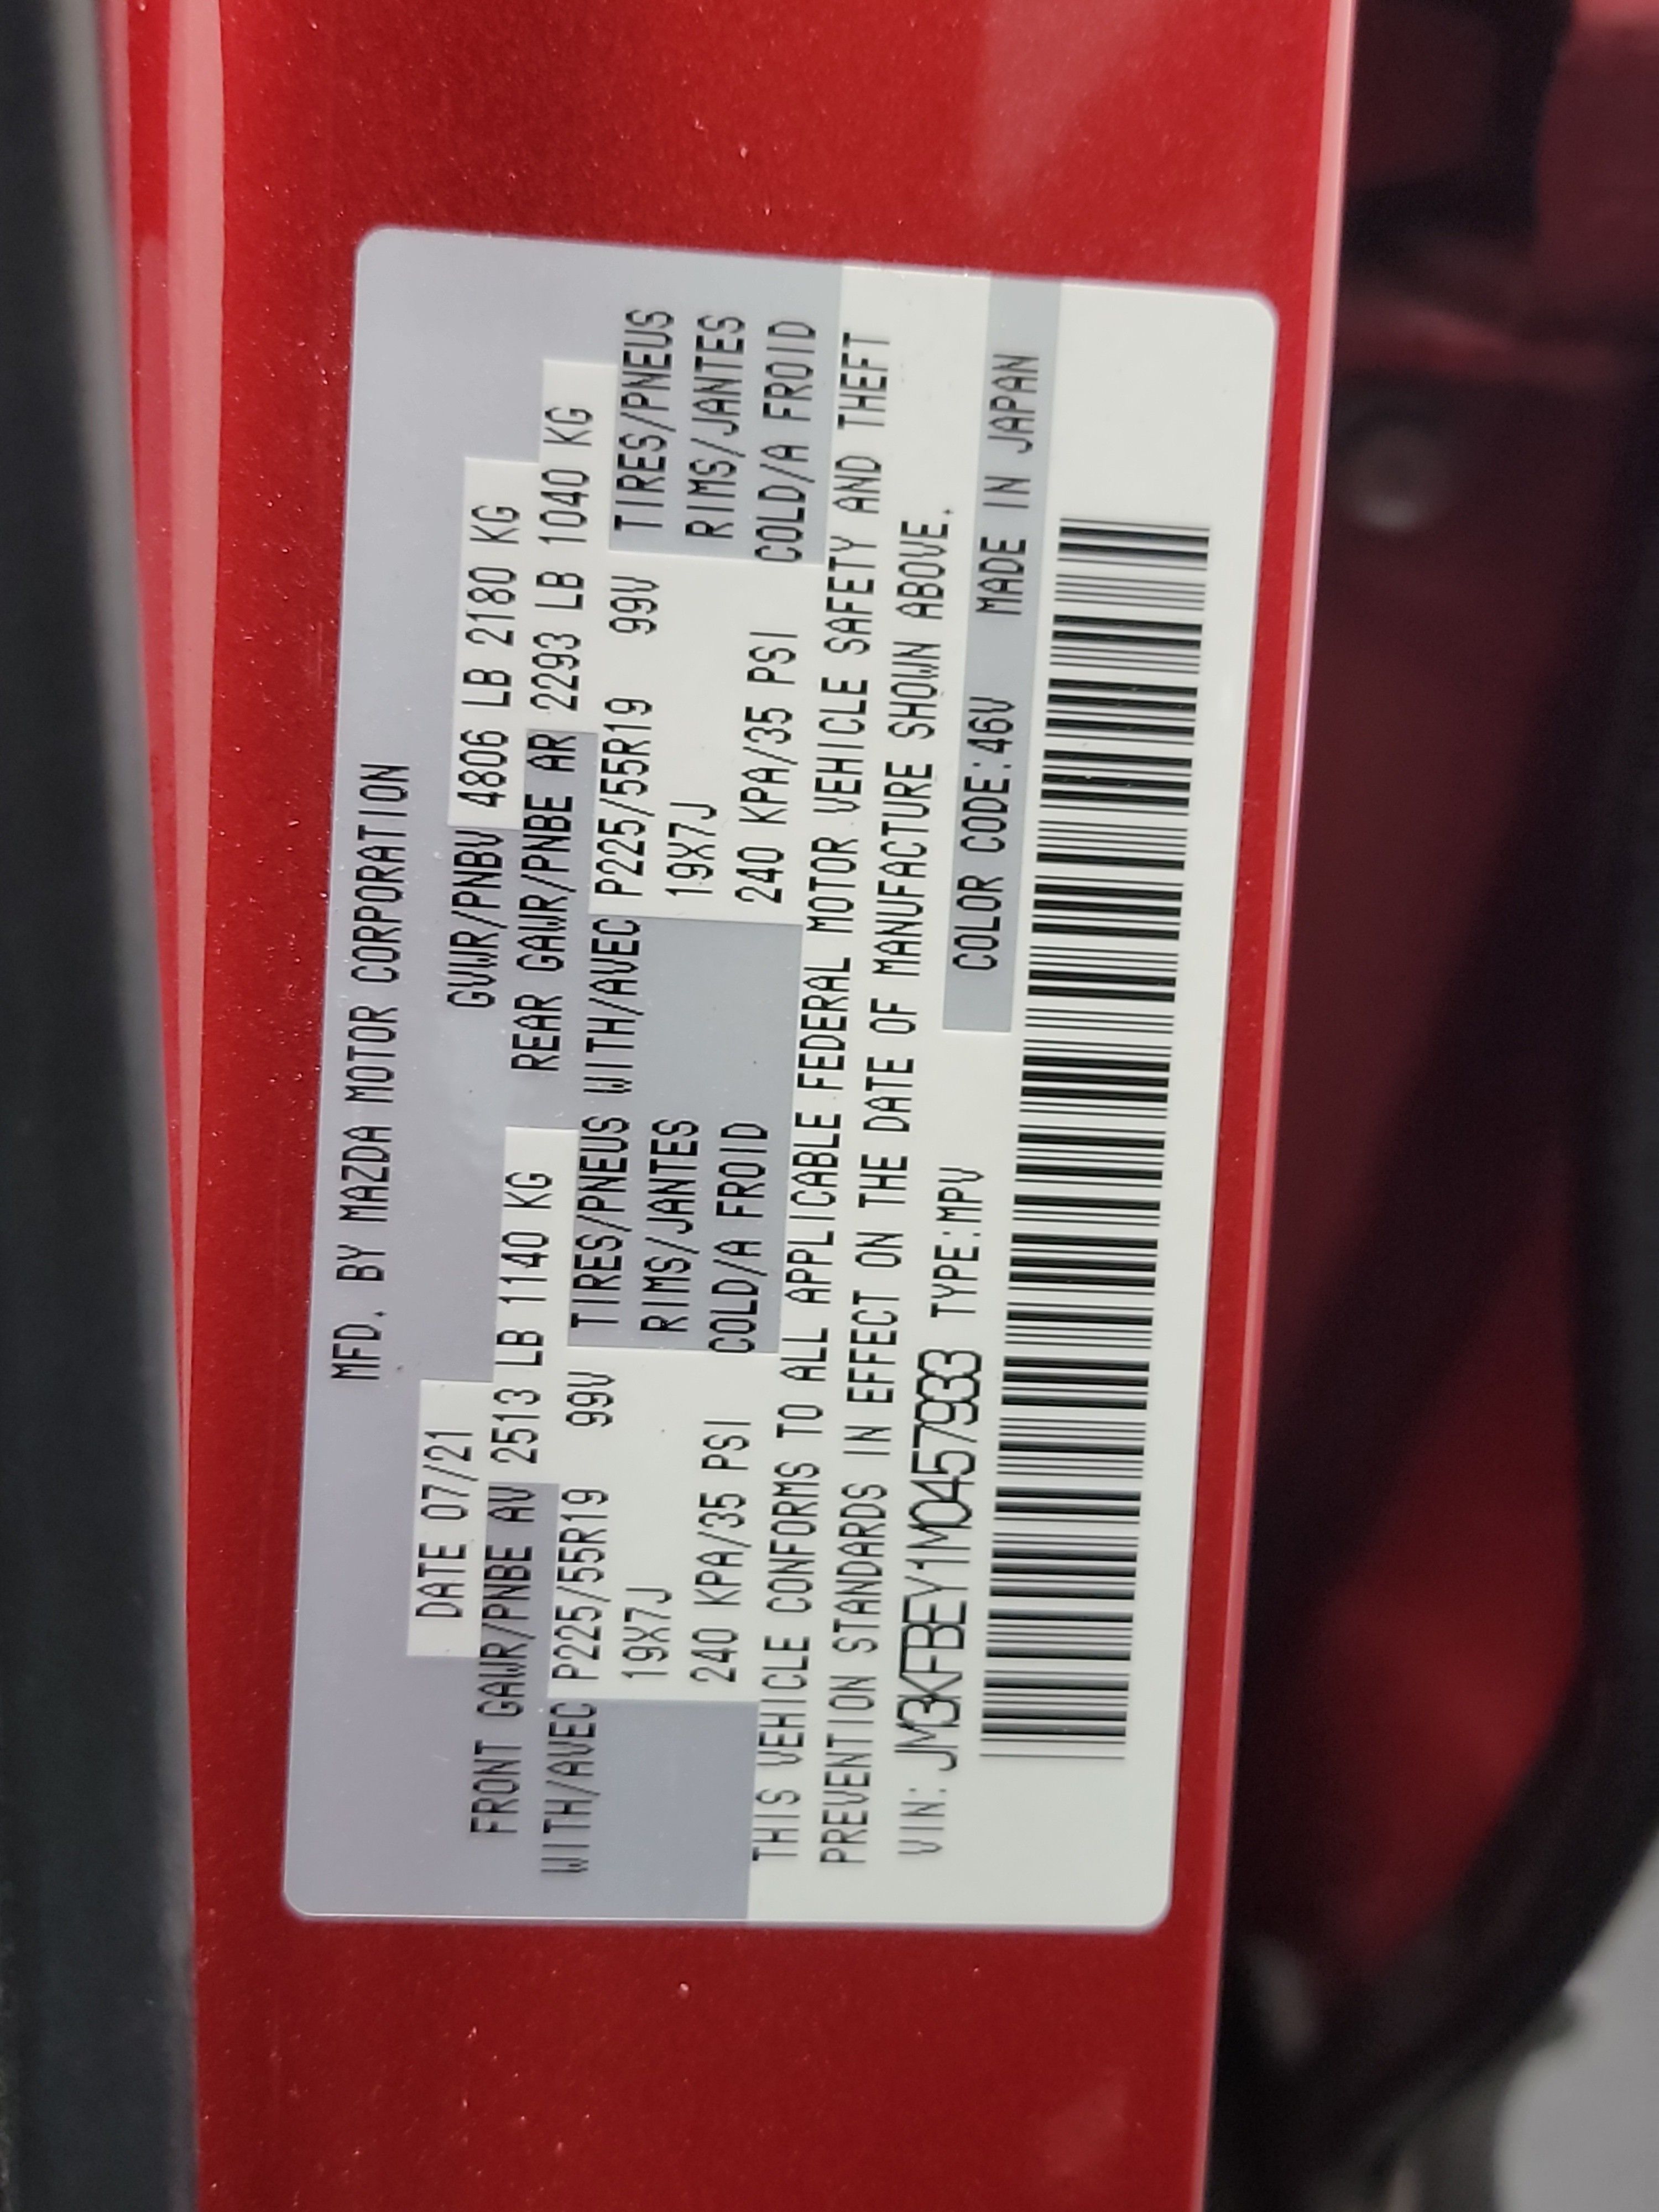 MFD. BY MAZDA MOTOR CORPORATION
DATE 07/21 GVWR/PNBV 4806 LB 2180 KG
FRONT GAWR/PNBE AV 2513 LB 1140 KG REAR GAWR/PNBE AR 2293 LB 1040 KG
WITH/AVEC P225/55R19 99V TIRES/PNEUS WITH/AVEC P225/55R19 99V TIRES/PNEUS
19X7J RIMS/JANTES 19X7J RIMS/JANTES
240 KPA/35 PSI COLD/A FROID 240 KPA/35 PSI COLD/A FROID
THIS VEHICLE CONFORMS TO ALL APPLICABLE FEDERAL MOTOR VEHICLE SAFETY AND THEFT
PREVENTION STANDARDS IN EFFECT ON THE DATE OF MANUFACTURE SHOWN ABOVE.
VIN: JM3KFBEY1M0457933 TYPE:MPV COLOR CODE:46V MADE IN JAPAN